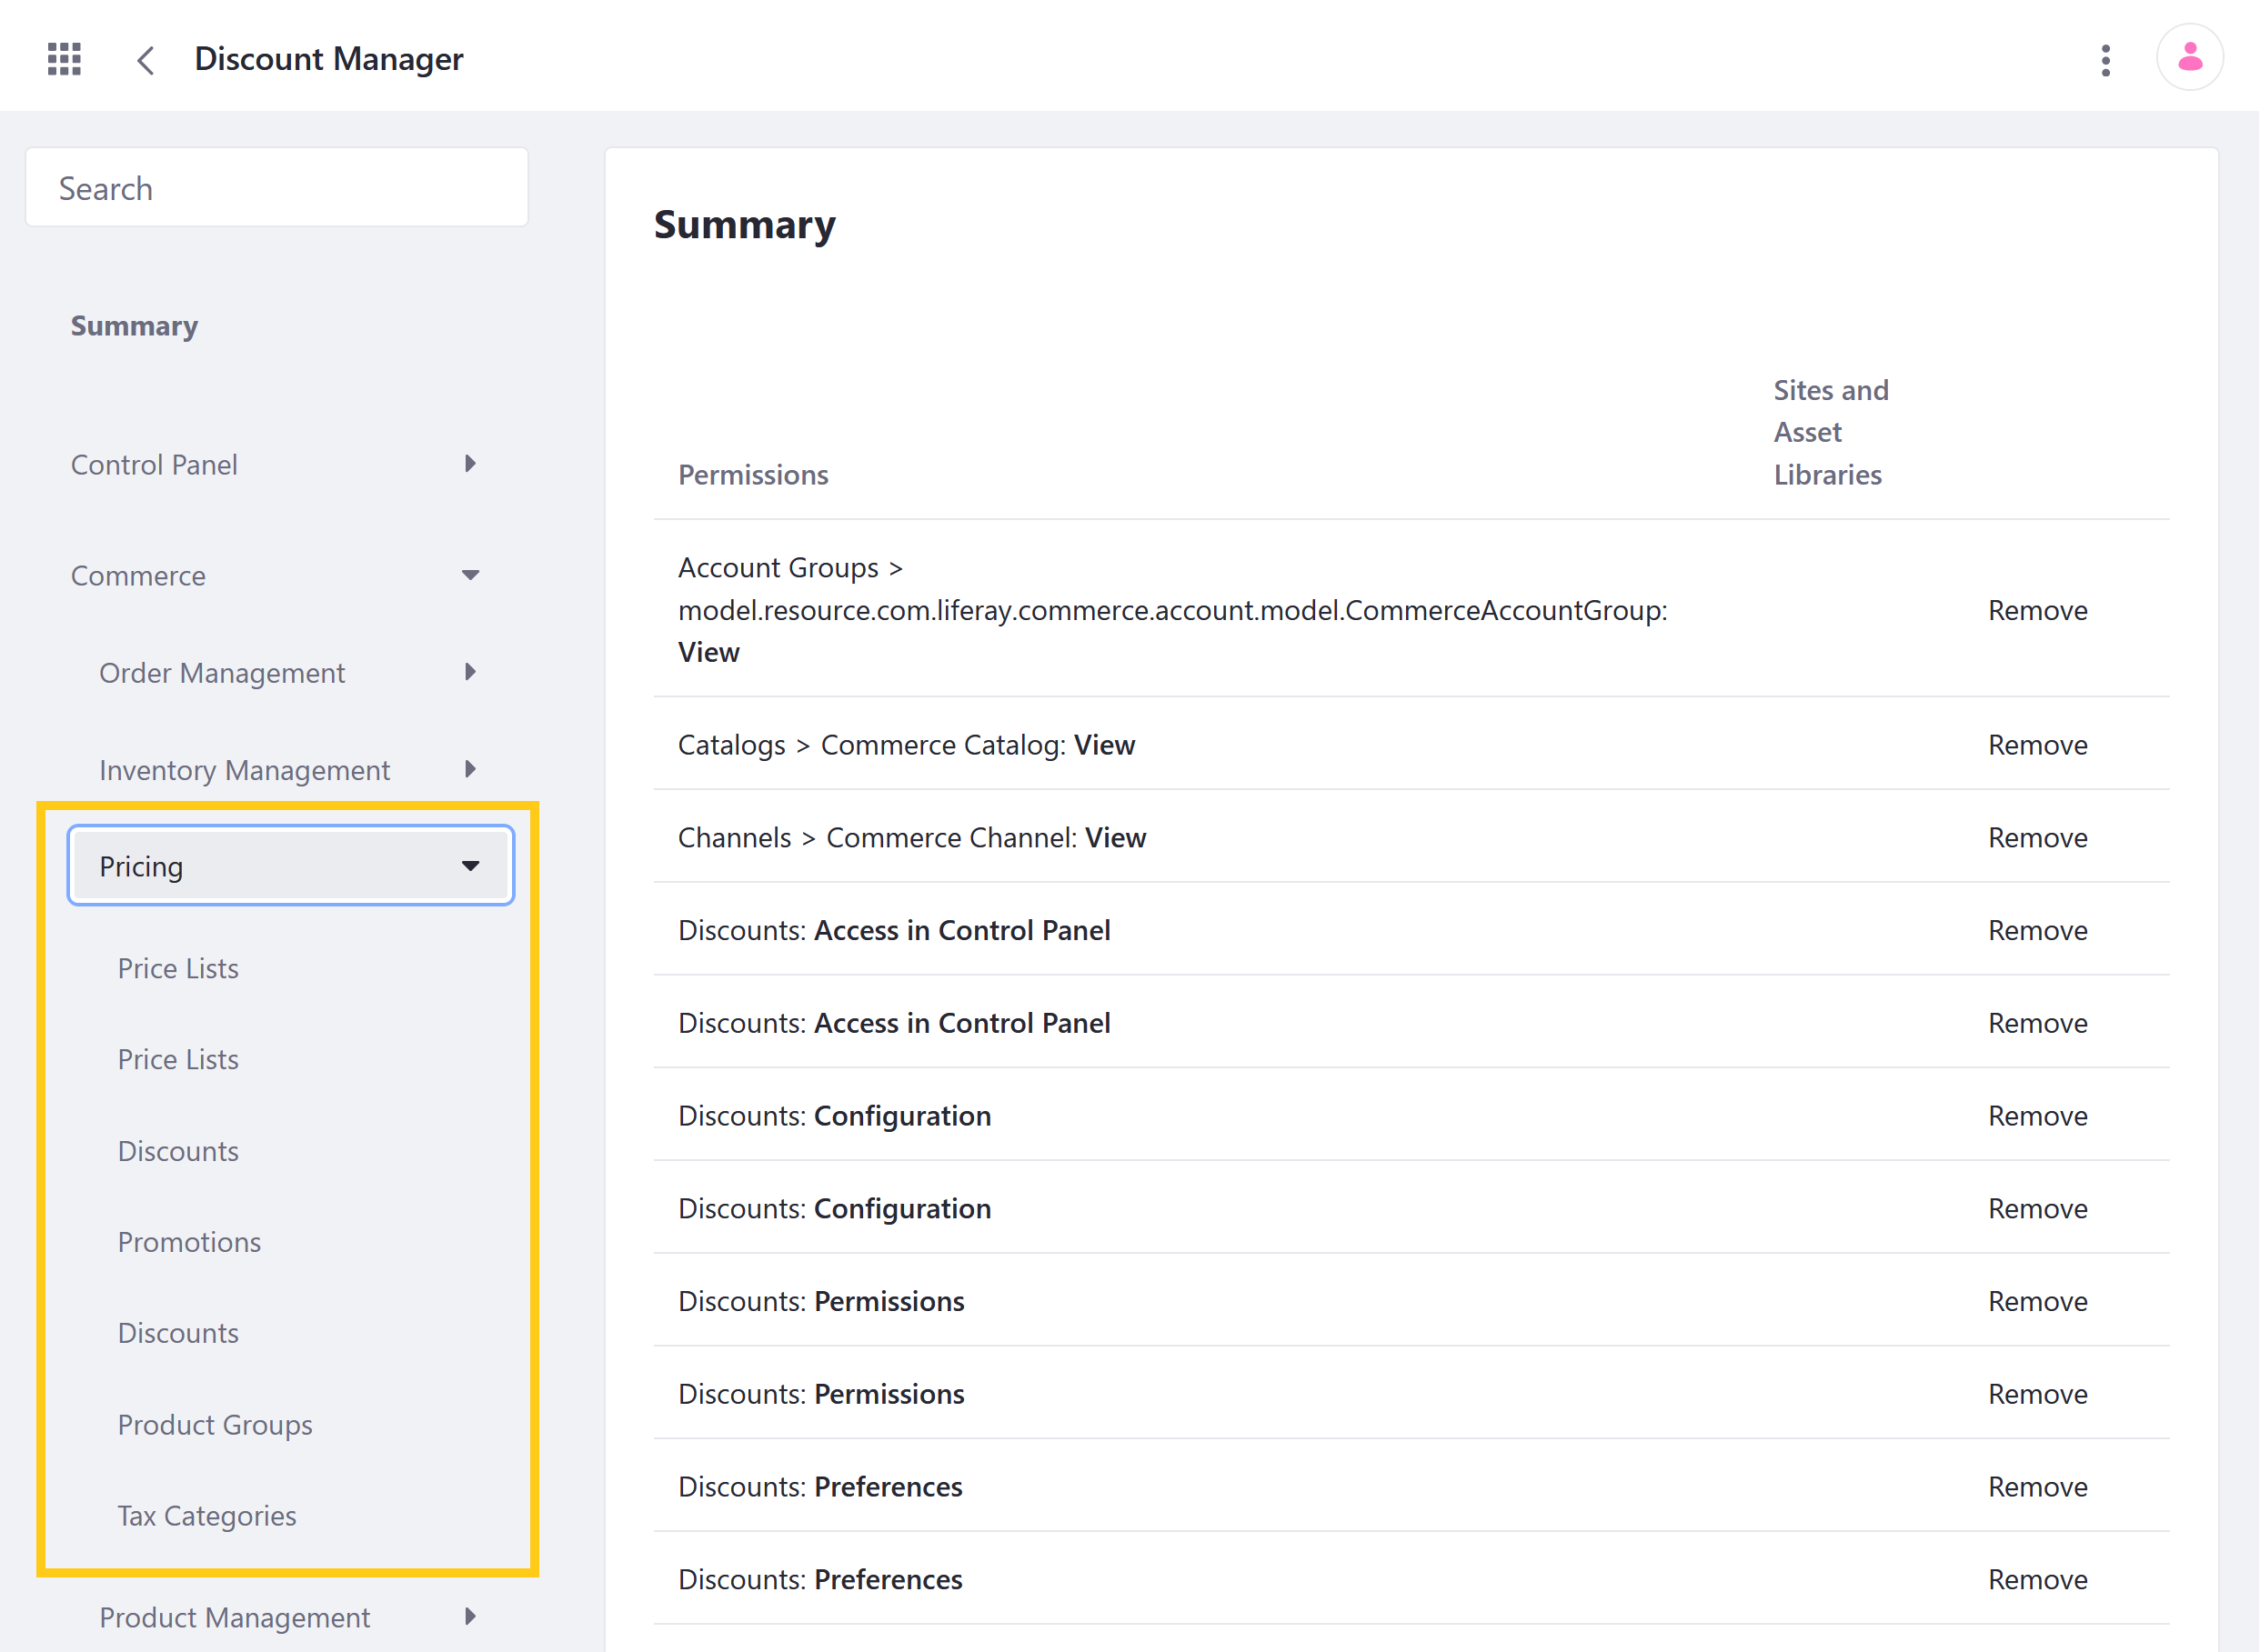 Discount Manager
Search
Summary
Control Panel
Commerce
Order Management
Inventory Management
Pricing
Price Lists
Price Lists
Discounts
Promotions
Discounts
Product Groups
Tax Categories
Product Management
Summary
Permissions
Sites and
Asset
Libraries
Account Groups >
model.resource.com.liferay.commerce.account.model.CommerceAccountGroup:
View
Remove
Catalogs > Commerce Catalog: View Remove
Channels > Commerce Channel: View Remove
Discounts: Access in Control Panel Remove
Discounts: Access in Control Panel Remove
Discounts: Configuration Remove
Discounts: Configuration Remove
Discounts: Permissions Remove
Discounts: Permissions Remove
Discounts: Preferences Remove
Discounts: Preferences Remove